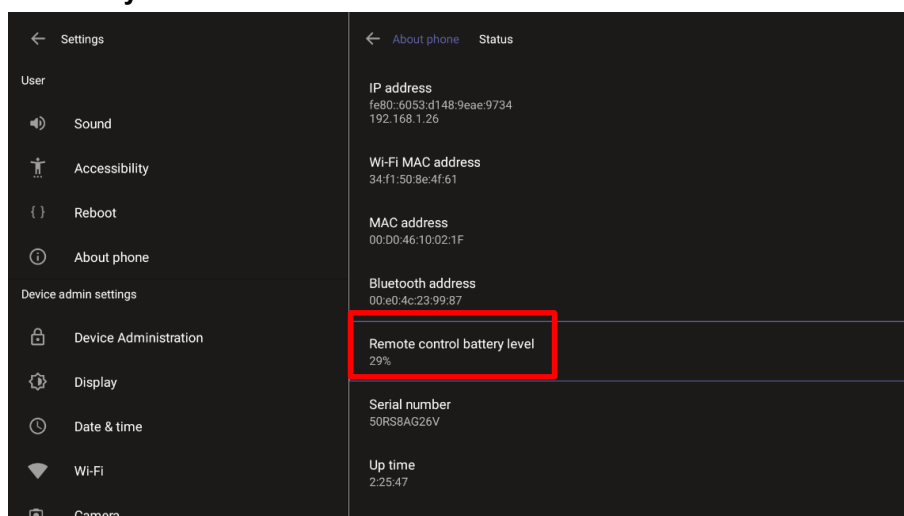 Settings
User
Sound
Accessibility
{ } Reboot
About phone
Device admin settings
Device Administration
Display
Date & time
Wi-Fi
Camera
About phone Status
IP address
fe80::6053:d148:9eae:9734
192.168.1.26
Wi-Fi MAC address
34:f1:50:8e:4f:61
MAC address
00:D0:46:10:02:1F
Bluetooth address
00:e0:4c:23:99:87
Remote control battery level
29%
Serial number
50RS8AG26V
Up time
2:25:47